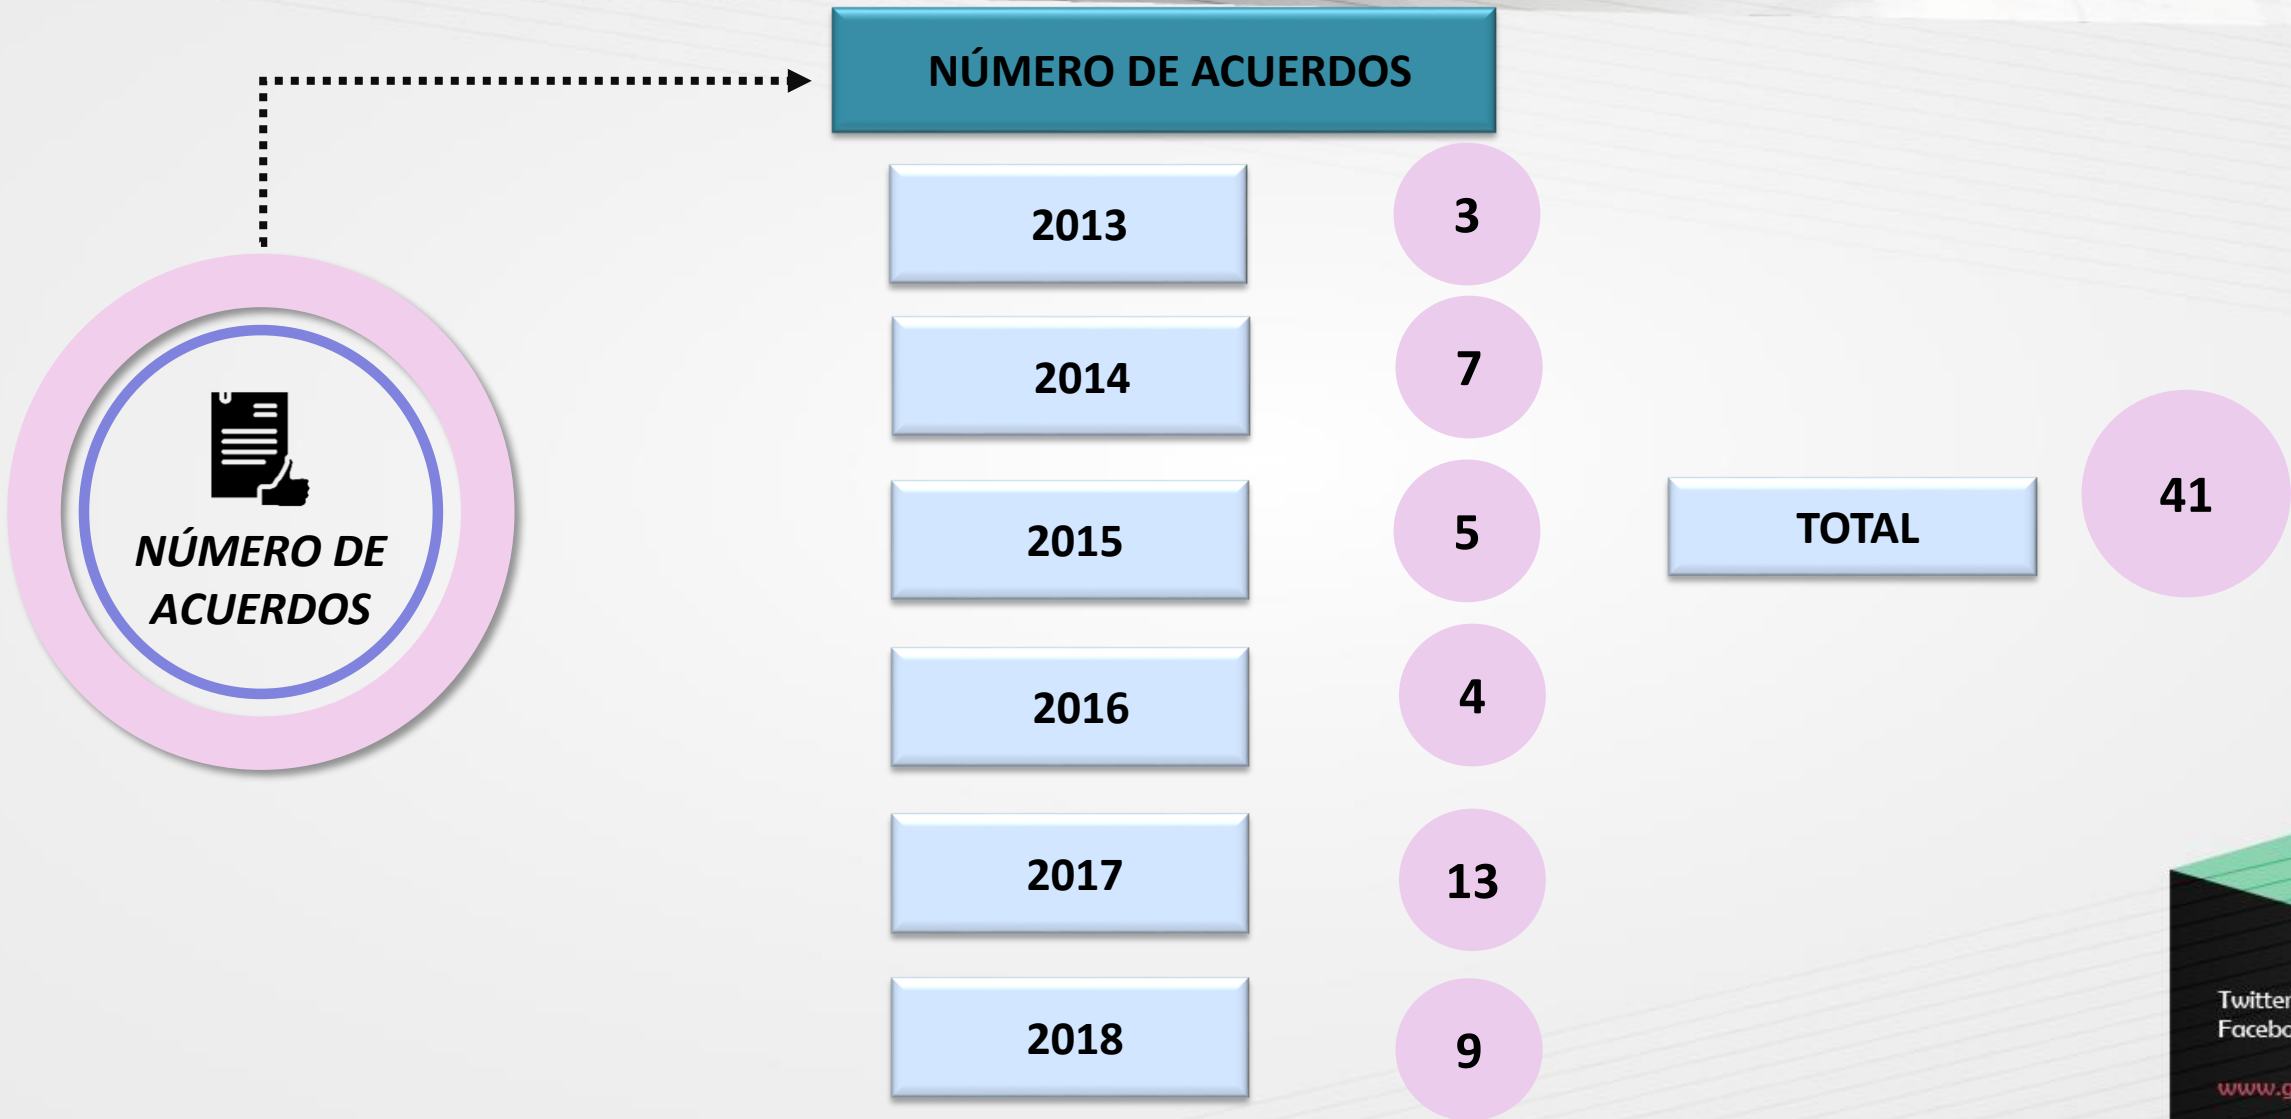 NÚMERO DE ACUERDOS
NÚMERO DE
ACUERDOS
2013
3
2014
7
2015
5
2016
4
2017
13
2018
9
TOTAL
41
Twitter